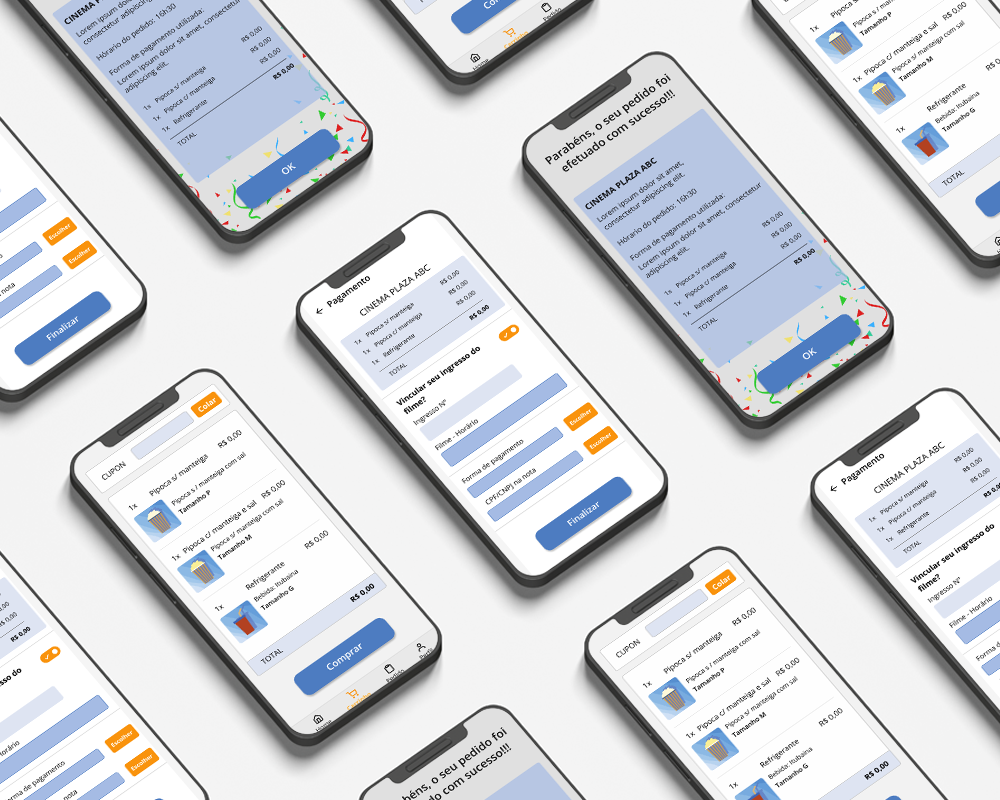 CINEMA PLAZA ABC
Lorem ipsum dolor sit amet,
consectetur adipiscing elit.
Hórario do pedido: 16h30
Forma de pagamento utilizada:
Lorem ipsum dolor sit amet, consectetur
adipiscing elit.
1x Pipoca s/ manteiga R$ 0,00
1x Pipoca c/ manteiga R$ 0,00
1x Refrigerante R$ 0,00
TOTAL R$ 0,00
OK
Home
Pedido
Pipoca s/
Tamanho P
1x Pipoca c/ manteiga e sal
Pipoca s/ manteiga com sal
Tamanho M
1x Refrigerante
Bebida: Itubaina
Tamanho G
TOTAL
Parabéns, o seu pedido foi
efetuado com sucesso!!!
CINEMA PLAZA ABC
Lorem ipsum dolor sit amet,
consectetur adipiscing elit.
Hórario do pedido: 16h30
Forma de pagamento utilizada:
Lorem ipsum dolor sit amet, consectetur
adipiscing elit.
1x Pipoca s/ manteiga R$ 0,00
1x Pipoca c/ manteiga R$ 0,00
1x Refrigerante R$ 0,00
TOTAL R$ 0,00
OK
Escolher
nota Escolher
Finalizar
Pagamento
CINEMA PLAZA ABC
1x Pipoca s/ manteiga R$ 0,00
1x Pipoca c/ manteiga R$ 0,00
1x Refrigerante R$ 0,00
TOTAL R$ 0,00
Vincular seu ingresso do
filme?
Ingresso Nº
Filme - Horário
Forma de pagamento Escolher
CPF/CNPJ na nota Escolher
Finalizar
CUPON Colar
1x Pipoca s/ manteiga R$ 0,00
Pipoca s / manteiga com sal
Tamanho P
1x Pipoca c/ manteiga e sal R$ 0,00
Pipoca s/ manteiga com sal
Tamanho M
1x Refrigerante R$ 0,00
Bebida: Itubaina
Tamanho G
TOTAL R$ 0,00
Comprar
Home
Pedido
Pagamento
CINEMA PLAZA ABC
1x Pipoca s/ manteiga R$ 0,00
1x Pipoca c/ manteiga R$ 0,00
1x Refrigerante R$ 0,00
TOTAL
Vincular seu ingresso do
filme?
Ingresso Nº
Filme - Horário
Forma
CUPON Colar
1x Pipoca s/ manteiga R$ 0,00
Pipoca s / manteiga com sal
Tamanho P
1x Pipoca c/ manteiga e sal R$ 0,00
Pipoca s/ manteiga com sal
Tamanho M
1x Refrigerante R$ 0,00
Bebida: Itubaina
Tamanho G
TOTAL R$ 0,00
R$ 0,00
R$ 0,00
do
de pagamento Escolher
nota Escolher
o seu pedido foi
com sucesso!!!